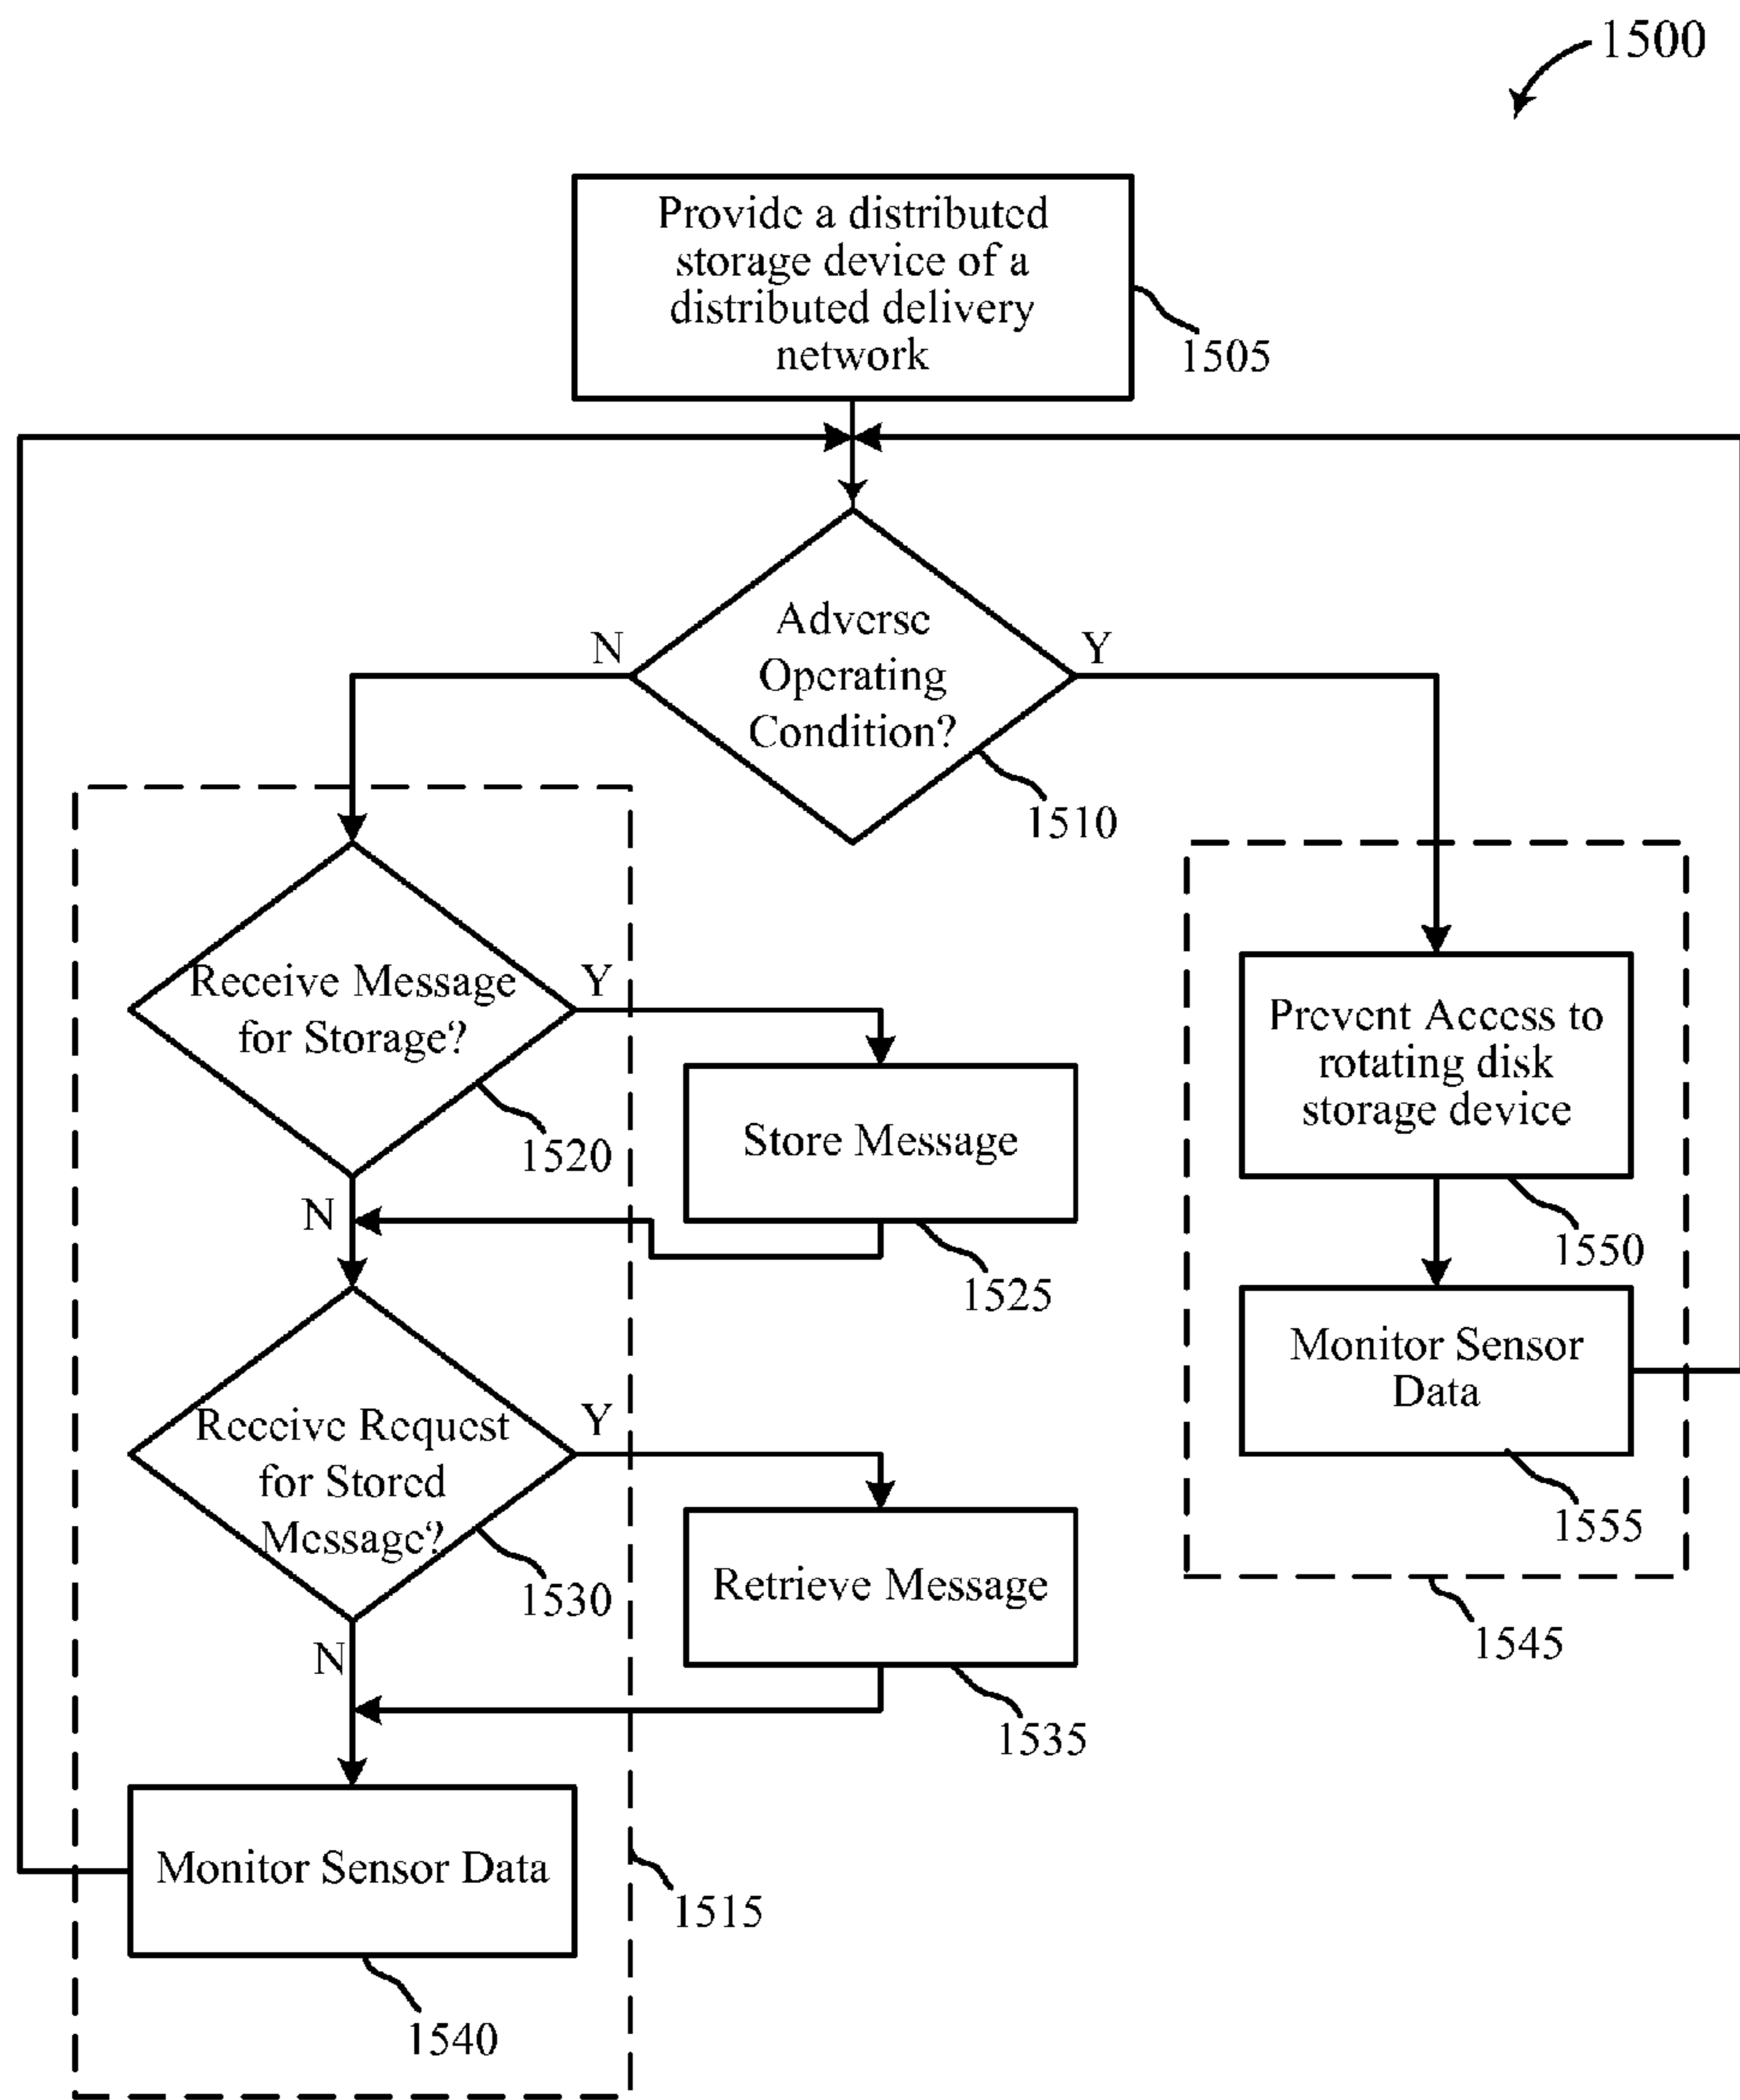 1500
Provide a distributed
storage device of a
distributed delivery
network
1505
Adverse
Operating
Condition?
N
Y
1510
Receive Message
for Storage?
Y
1520
N
Store Message
1525
Prevent Access to
rotating disk
storage device
1550
Monitor Sensor
Data
1555
1545
Receive Request
for Stored
Message?
Y
1530
N
Retrieve Message
1535
Monitor Sensor Data
1515
1540